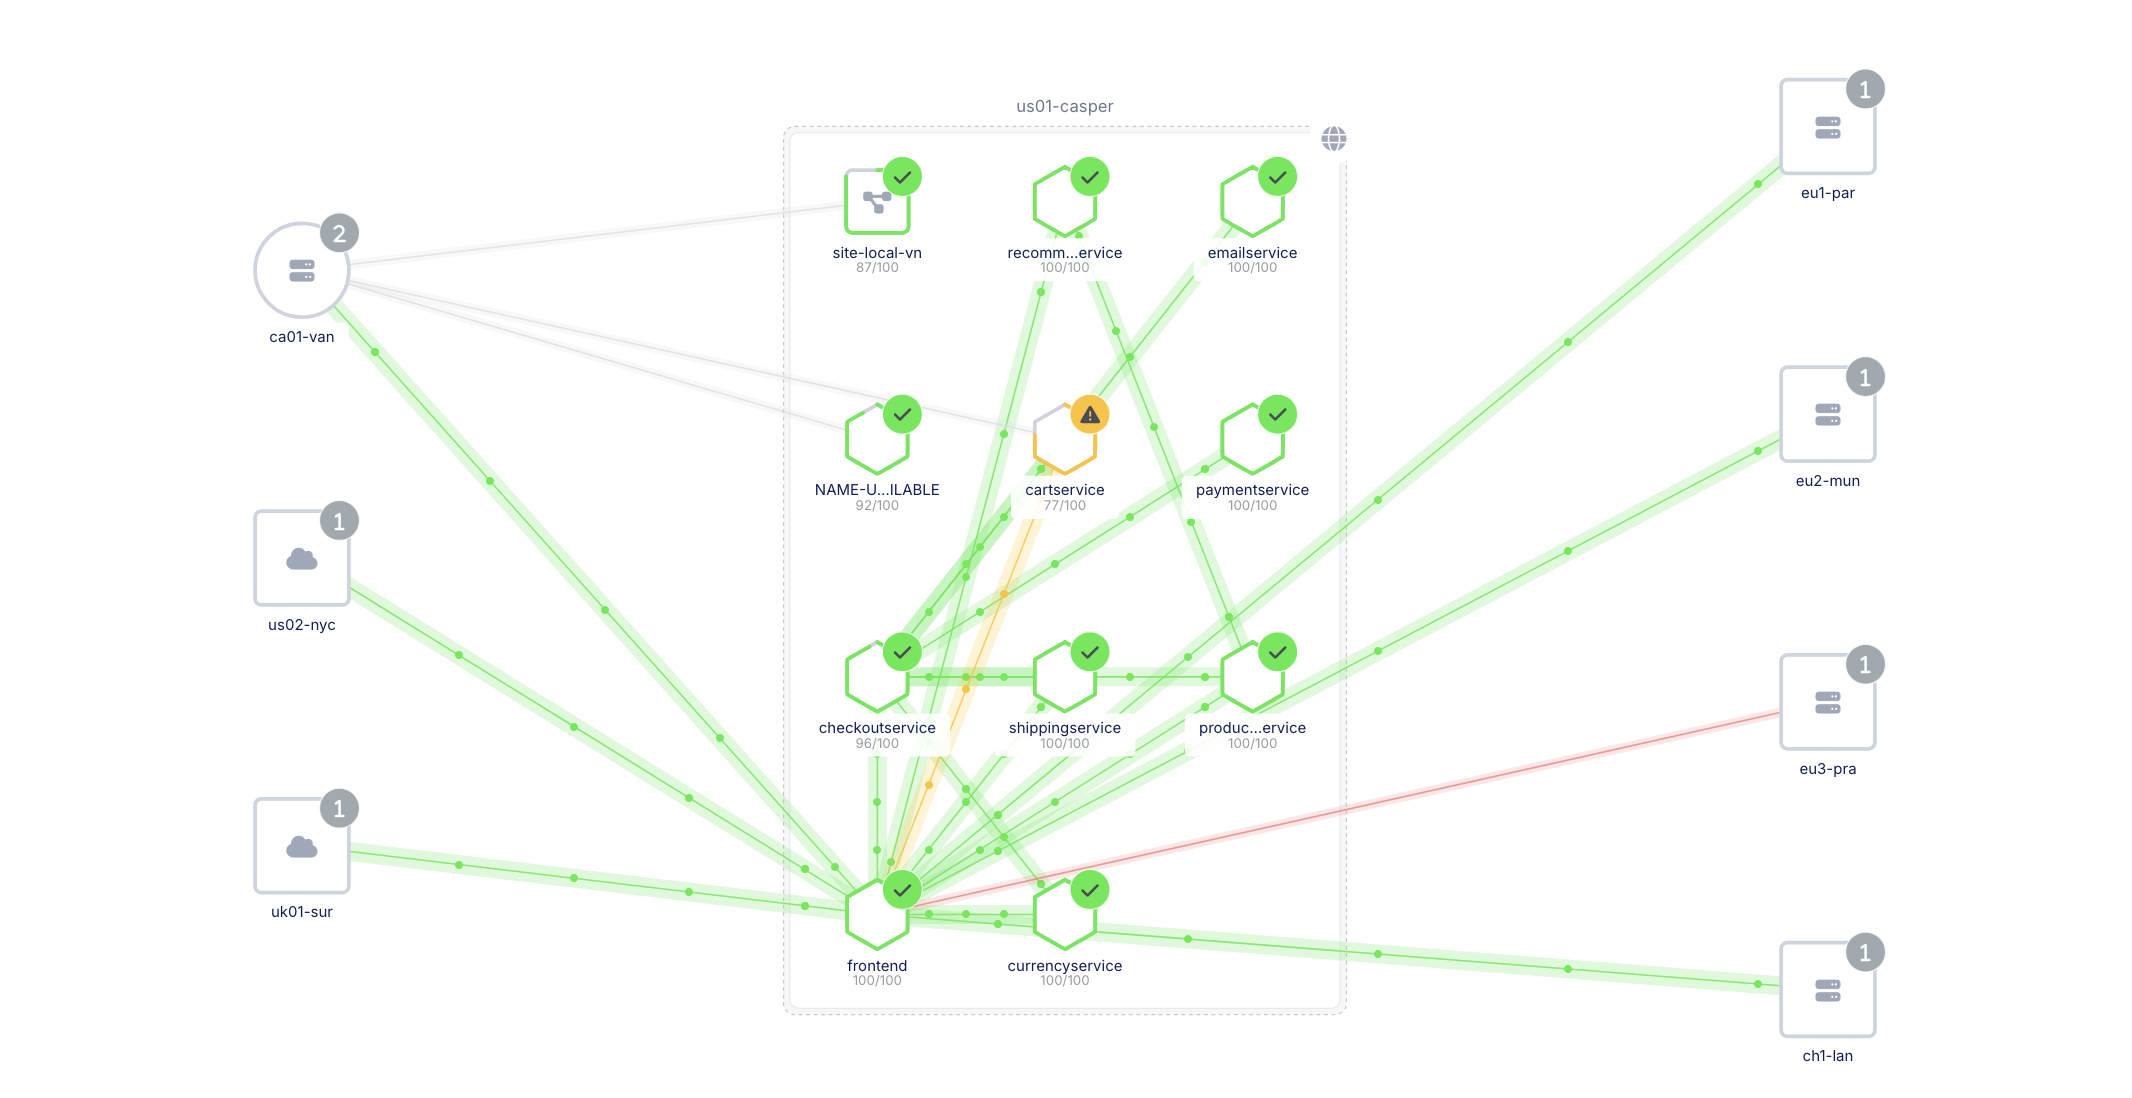 us01-casper
1
eu1-par
site-local-vn
87/100
recomm...ervice
100/100
emailservice
100/100
2
ca01-van
1
eu2-mun
NAME-U...ILABLE
92/100
cartservice
77/100
paymentservice
100/100
1
us02-nyc
1
eu3-pra
checkoutservice
96/100
shippingservice
100/100
produc...ervice
100/100
1
uk01-sur
frontend
100/100
currencyservice
100/100
1
ch1-lan